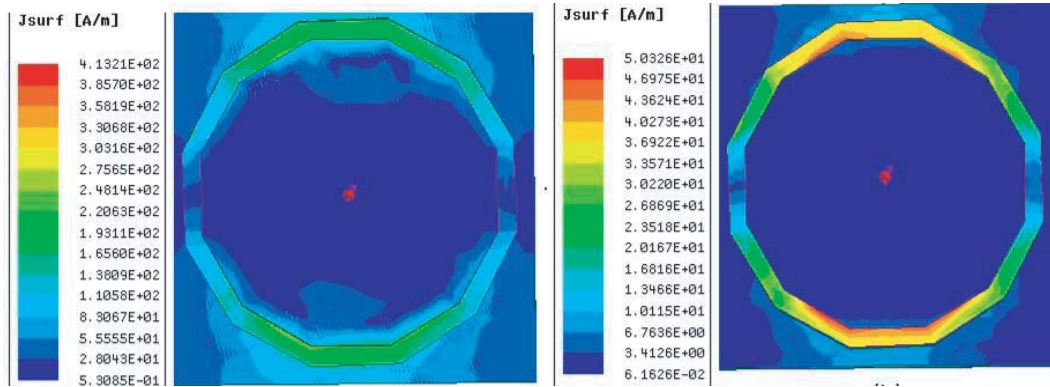 Jsurf [A/m]
4.1321E+02
3.8570E+02
3.5819E+02
3.3068E+02
3.0316E+02
2.7565E+02
2.4814E+02
2.2063E+02
1.9311E+02
1.6560E+02
1.3809E+02
1.1058E+02
8.3067E+01
5.5555E+01
2.8043E+01
5.3085E-01
Jsurf [A/m]
5.0326E+01
4.6975E+01
4.3624E+01
4.0273E+01
3.6922E+01
3.3571E+01
3.0220E+01
2.6869E+01
2.3518E+01
2.0167E+01
1.6816E+01
1.3466E+01
1.0115E+01
6.7636E+00
3.4126E+00
6.1626E-02